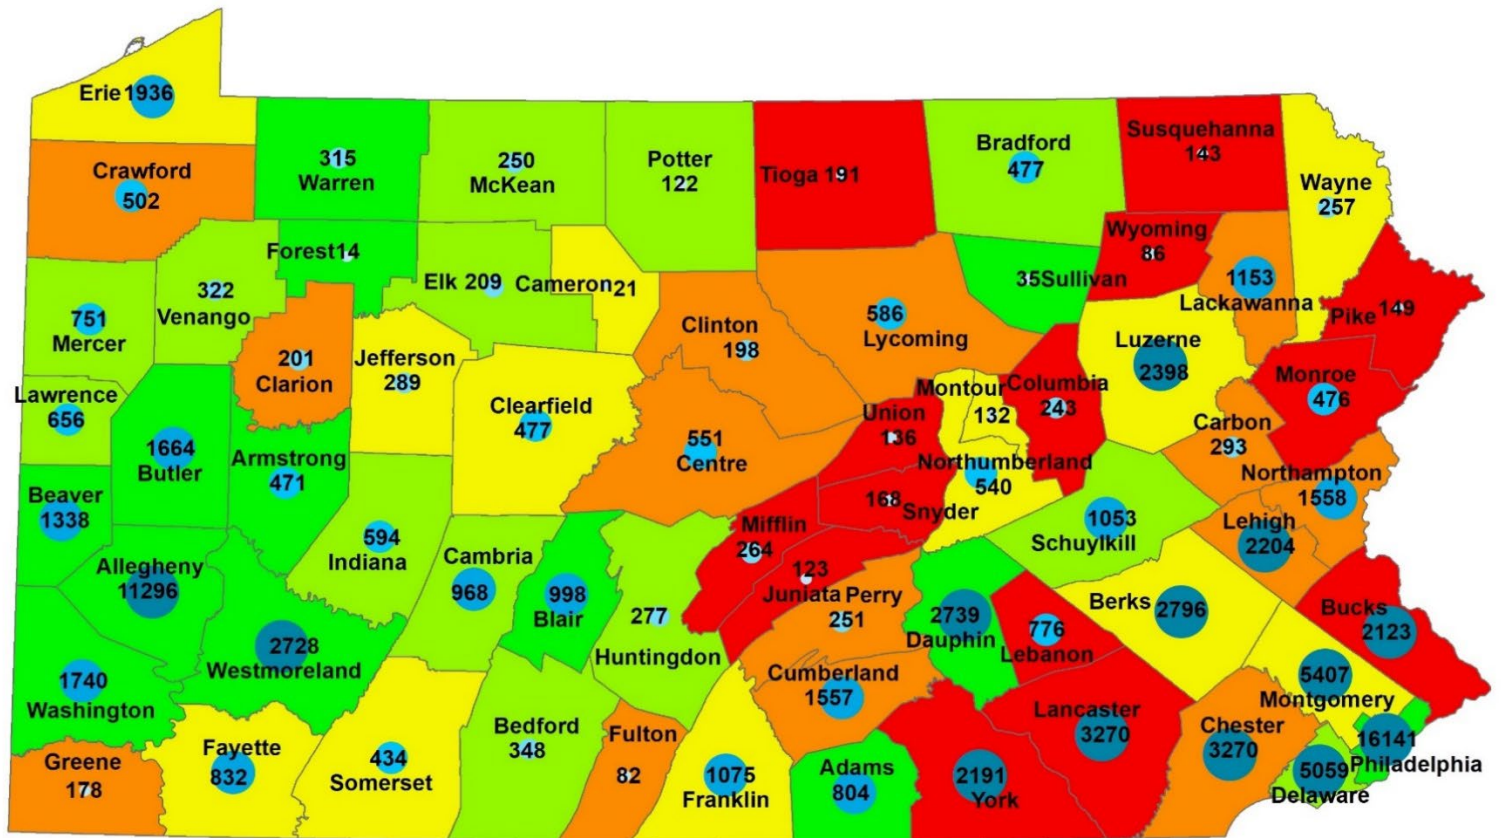 Erie 1936
Crawford
502
315
Warren
250
McKean
Potter
122
Tioga 191
Bradford
477
Susquehanna
143
Wayne
257
Wyoming
86
Forest 14
Elk 209
Cameron 21
35 Sullivan
1153
Lackawanna
Pike 149
322
Venango
751
Mercer
201
Clarion
Jefferson
289
Clinton
198
586
Lycoming
Luzerne
2398
Monroe
476
Lawrence
656
1664
Butler
Armstrong
471
Clearfield
477
551
Centre
Union
136
Montour
132
Columbia
243
Carbon
293
Northumberland
540
Northampton
1558
Beaver
1338
594
Indiana
168 Snyder
Mifflin
264
1053
Schuylkill
Lehigh
2204
Allegheny
11296
Cambria
968
998
Blair
277
Huntingdon
123
Juniata
Perry
251
2739
Dauphin
776
Lebanon
Berks 2796
Bucks
2123
2728
Westmoreland
1740
Washington
Cumberland
1557
5407
Montgomery
Greene
178
Fayette
832
434
Somerset
Bedford
348
Fulton
82
1075
Franklin
Adams
804
2191
York
Lancaster
3270
Chester
3270
16141
Philadelphia
5059
Delaware